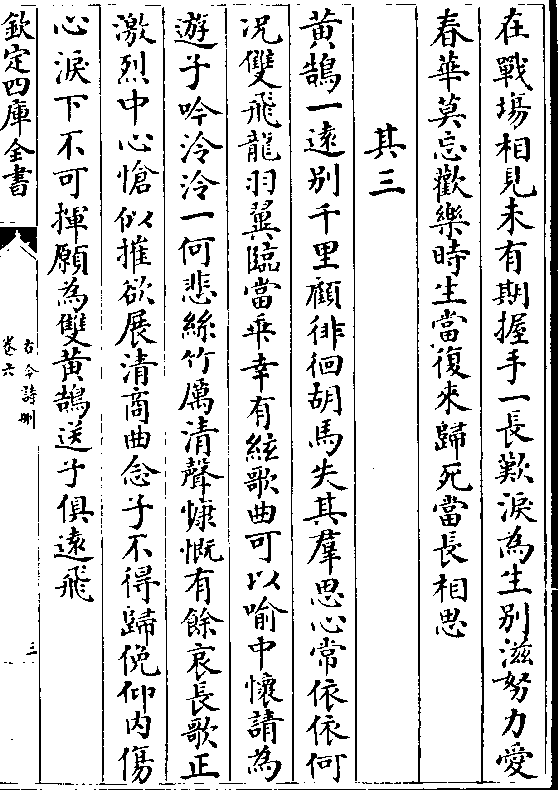 在戰場相見未有期握手一長歎淚為生別滋努力愛
春華莫忘歡樂時生當復來歸死當長相思
其三
黃鵠一遠別千里顧徘徊胡馬失其羣思心常依依何
况雙飛龍羽翼臨當乖幸有絃歌曲可以喻中懷請為
遊子吟泠泠一何悲絲竹厲清聲慷慨有餘哀長歌正
激烈中心愴以摧欲展清商曲念子不得歸俛仰内傷
心淚下不可揮願為雙黃鵠送子俱遠飛
欽定四庫全書
古今詩刪
卷六
三